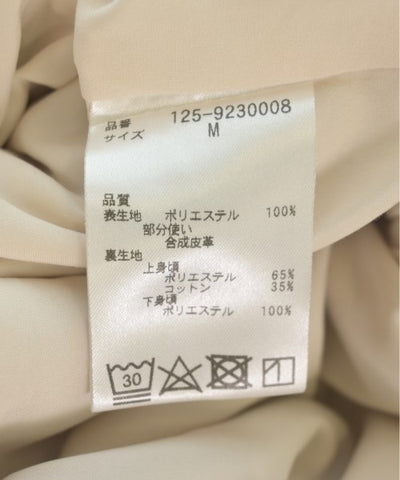 品番 125-9230008
サイズ M
品質
表生地 ポリエステル 100%
部分使い
合成皮革
裏生地
上身頃
ポリエステル 65%
コットン 35%
下身頃
ポリエステル 100%
30